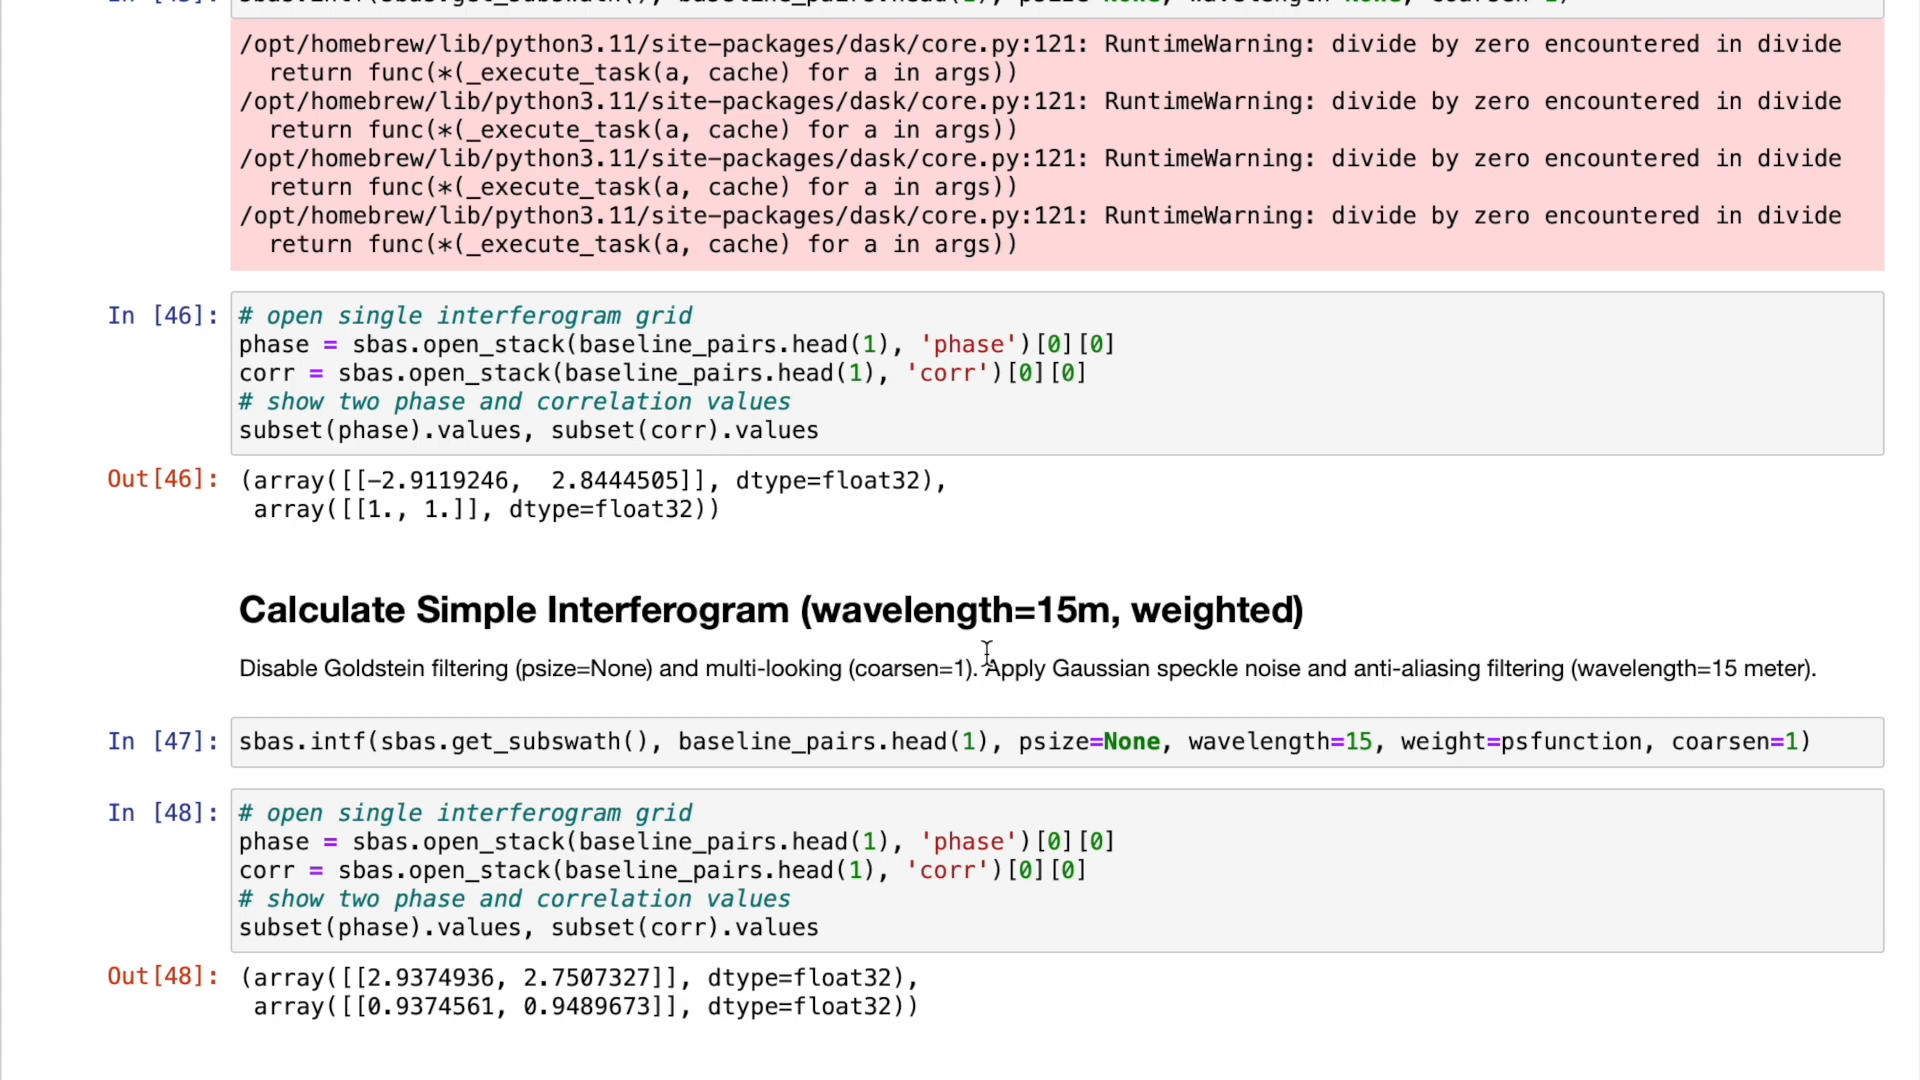 /opt/homebrew/lib/python3.11/site-packages/dask/core.py:121: RuntimeWarning: divide by zero encountered in divide
  return func(*(_execute_task(a, cache) for a in args))
/opt/homebrew/lib/python3.11/site-packages/dask/core.py:121: RuntimeWarning: divide by zero encountered in divide
  return func(*(_execute_task(a, cache) for a in args))
/opt/homebrew/lib/python3.11/site-packages/dask/core.py:121: RuntimeWarning: divide by zero encountered in divide
  return func(*(_execute_task(a, cache) for a in args))
/opt/homebrew/lib/python3.11/site-packages/dask/core.py:121: RuntimeWarning: divide by zero encountered in divide
  return func(*(_execute_task(a, cache) for a in args))
In [46]: # open single interferogram grid
phase = sbas.open_stack(baseline_pairs.head(1), 'phase')[0][0]
corr = sbas.open_stack(baseline_pairs.head(1), 'corr')[0][0]
# show two phase and correlation values
subset(phase).values, subset(corr).values
Out[46]: (array([[-2.9119246,  2.8444505]], dtype=float32),
 array([[1., 1.]], dtype=float32))
Calculate Simple Interferogram (wavelength=15m, weighted)
Disable Goldstein filtering (psize=None) and multi-looking (coarsen=1). Apply Gaussian speckle noise and anti-aliasing filtering (wavelength=15 meter).
In [47]: sbas.intf(sbas.get_subswath(), baseline_pairs.head(1), psize=None, wavelength=15, weight=psfunction, coarsen=1)
In [48]: # open single interferogram grid
phase = sbas.open_stack(baseline_pairs.head(1), 'phase')[0][0]
corr = sbas.open_stack(baseline_pairs.head(1), 'corr')[0][0]
# show two phase and correlation values
subset(phase).values, subset(corr).values
Out[48]: (array([[2.9374936, 2.7507327]], dtype=float32),
 array([[0.9374561, 0.9489673]], dtype=float32))